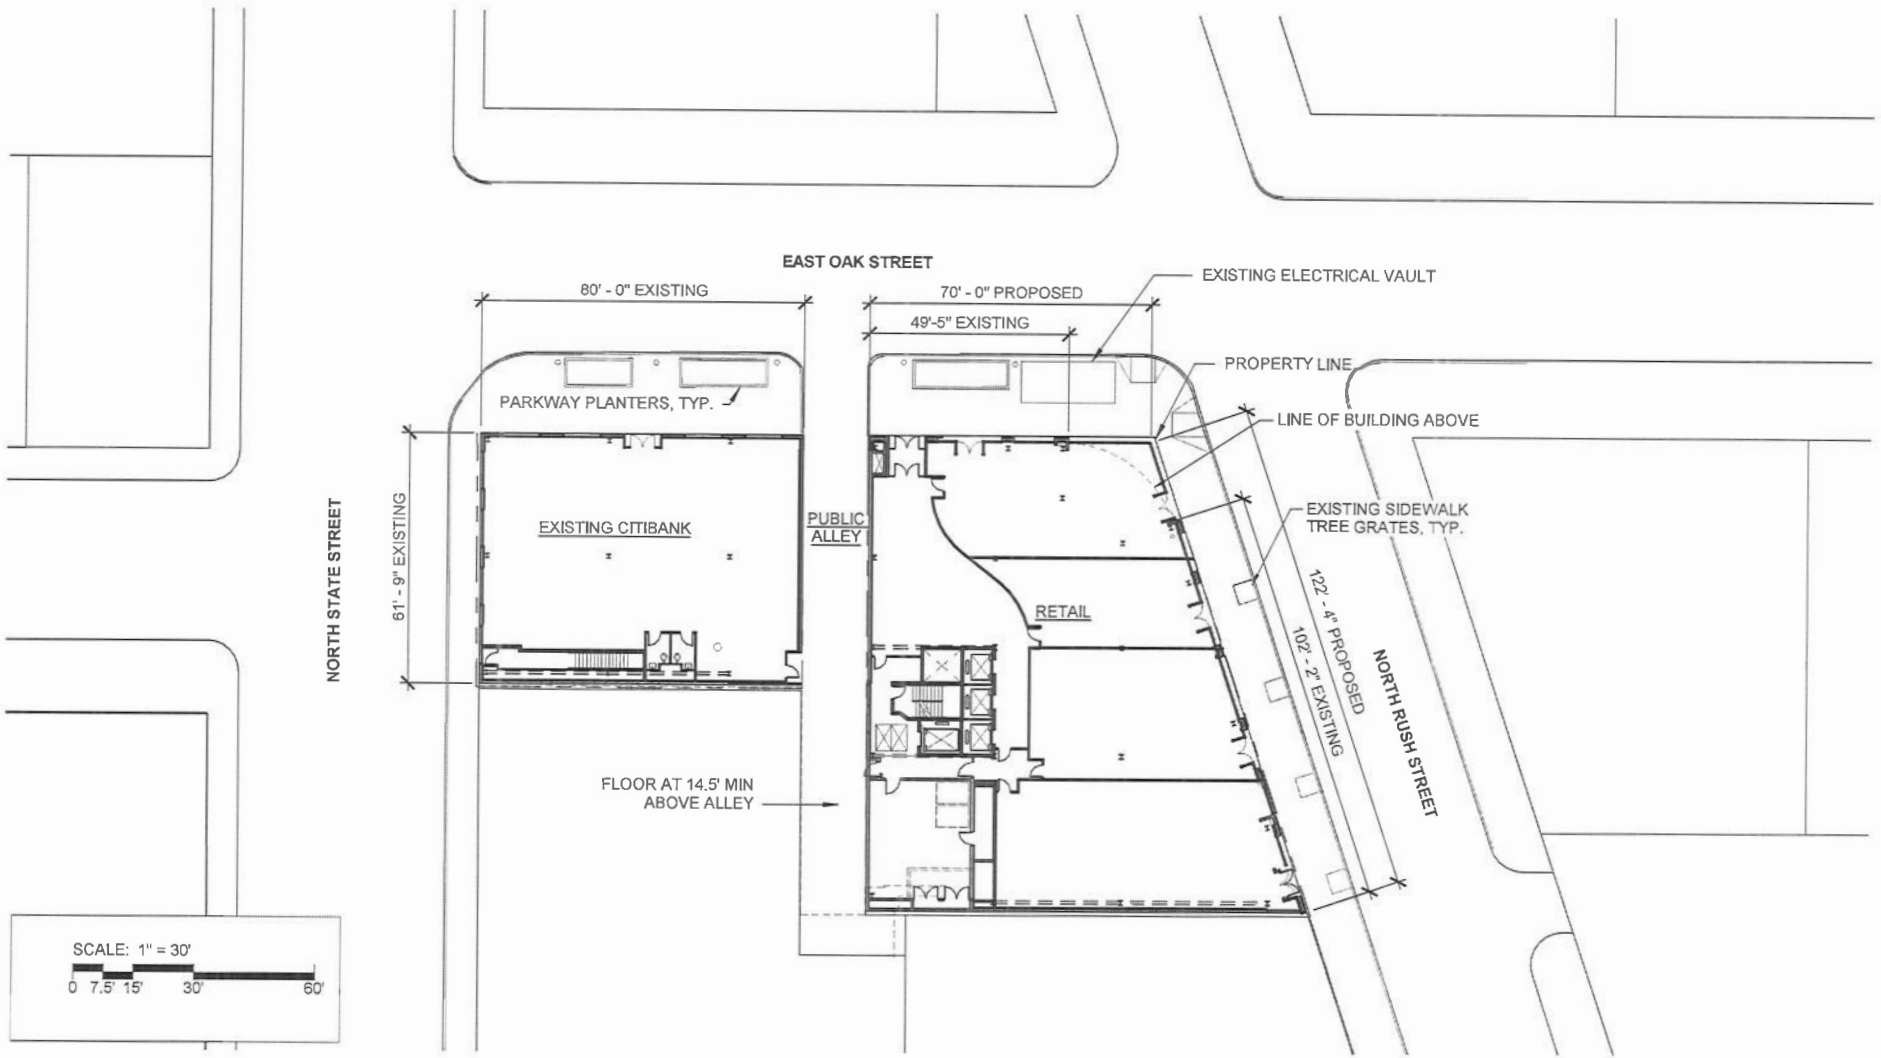 EAST OAK STREET
80' - 0" EXISTING
70' - 0" PROPOSED
49'-5" EXISTING
EXISTING ELECTRICAL VAULT
PROPERTY LINE
PARKWAY PLANTERS, TYP.
LINE OF BUILDING ABOVE
EXISTING SIDEWALK
TREE GRATES, TYP.
NORTH STATE STREET
61' - 9" EXISTING
EXISTING CITIBANK
PUBLIC
ALLEY
RETAIL
122' - 4" PROPOSED
102' - 2" EXISTING
NORTH RUSH STREET
FLOOR AT 14.5' MIN
ABOVE ALLEY
SCALE: 1" = 30'
0 7.5' 15' 30' 60'